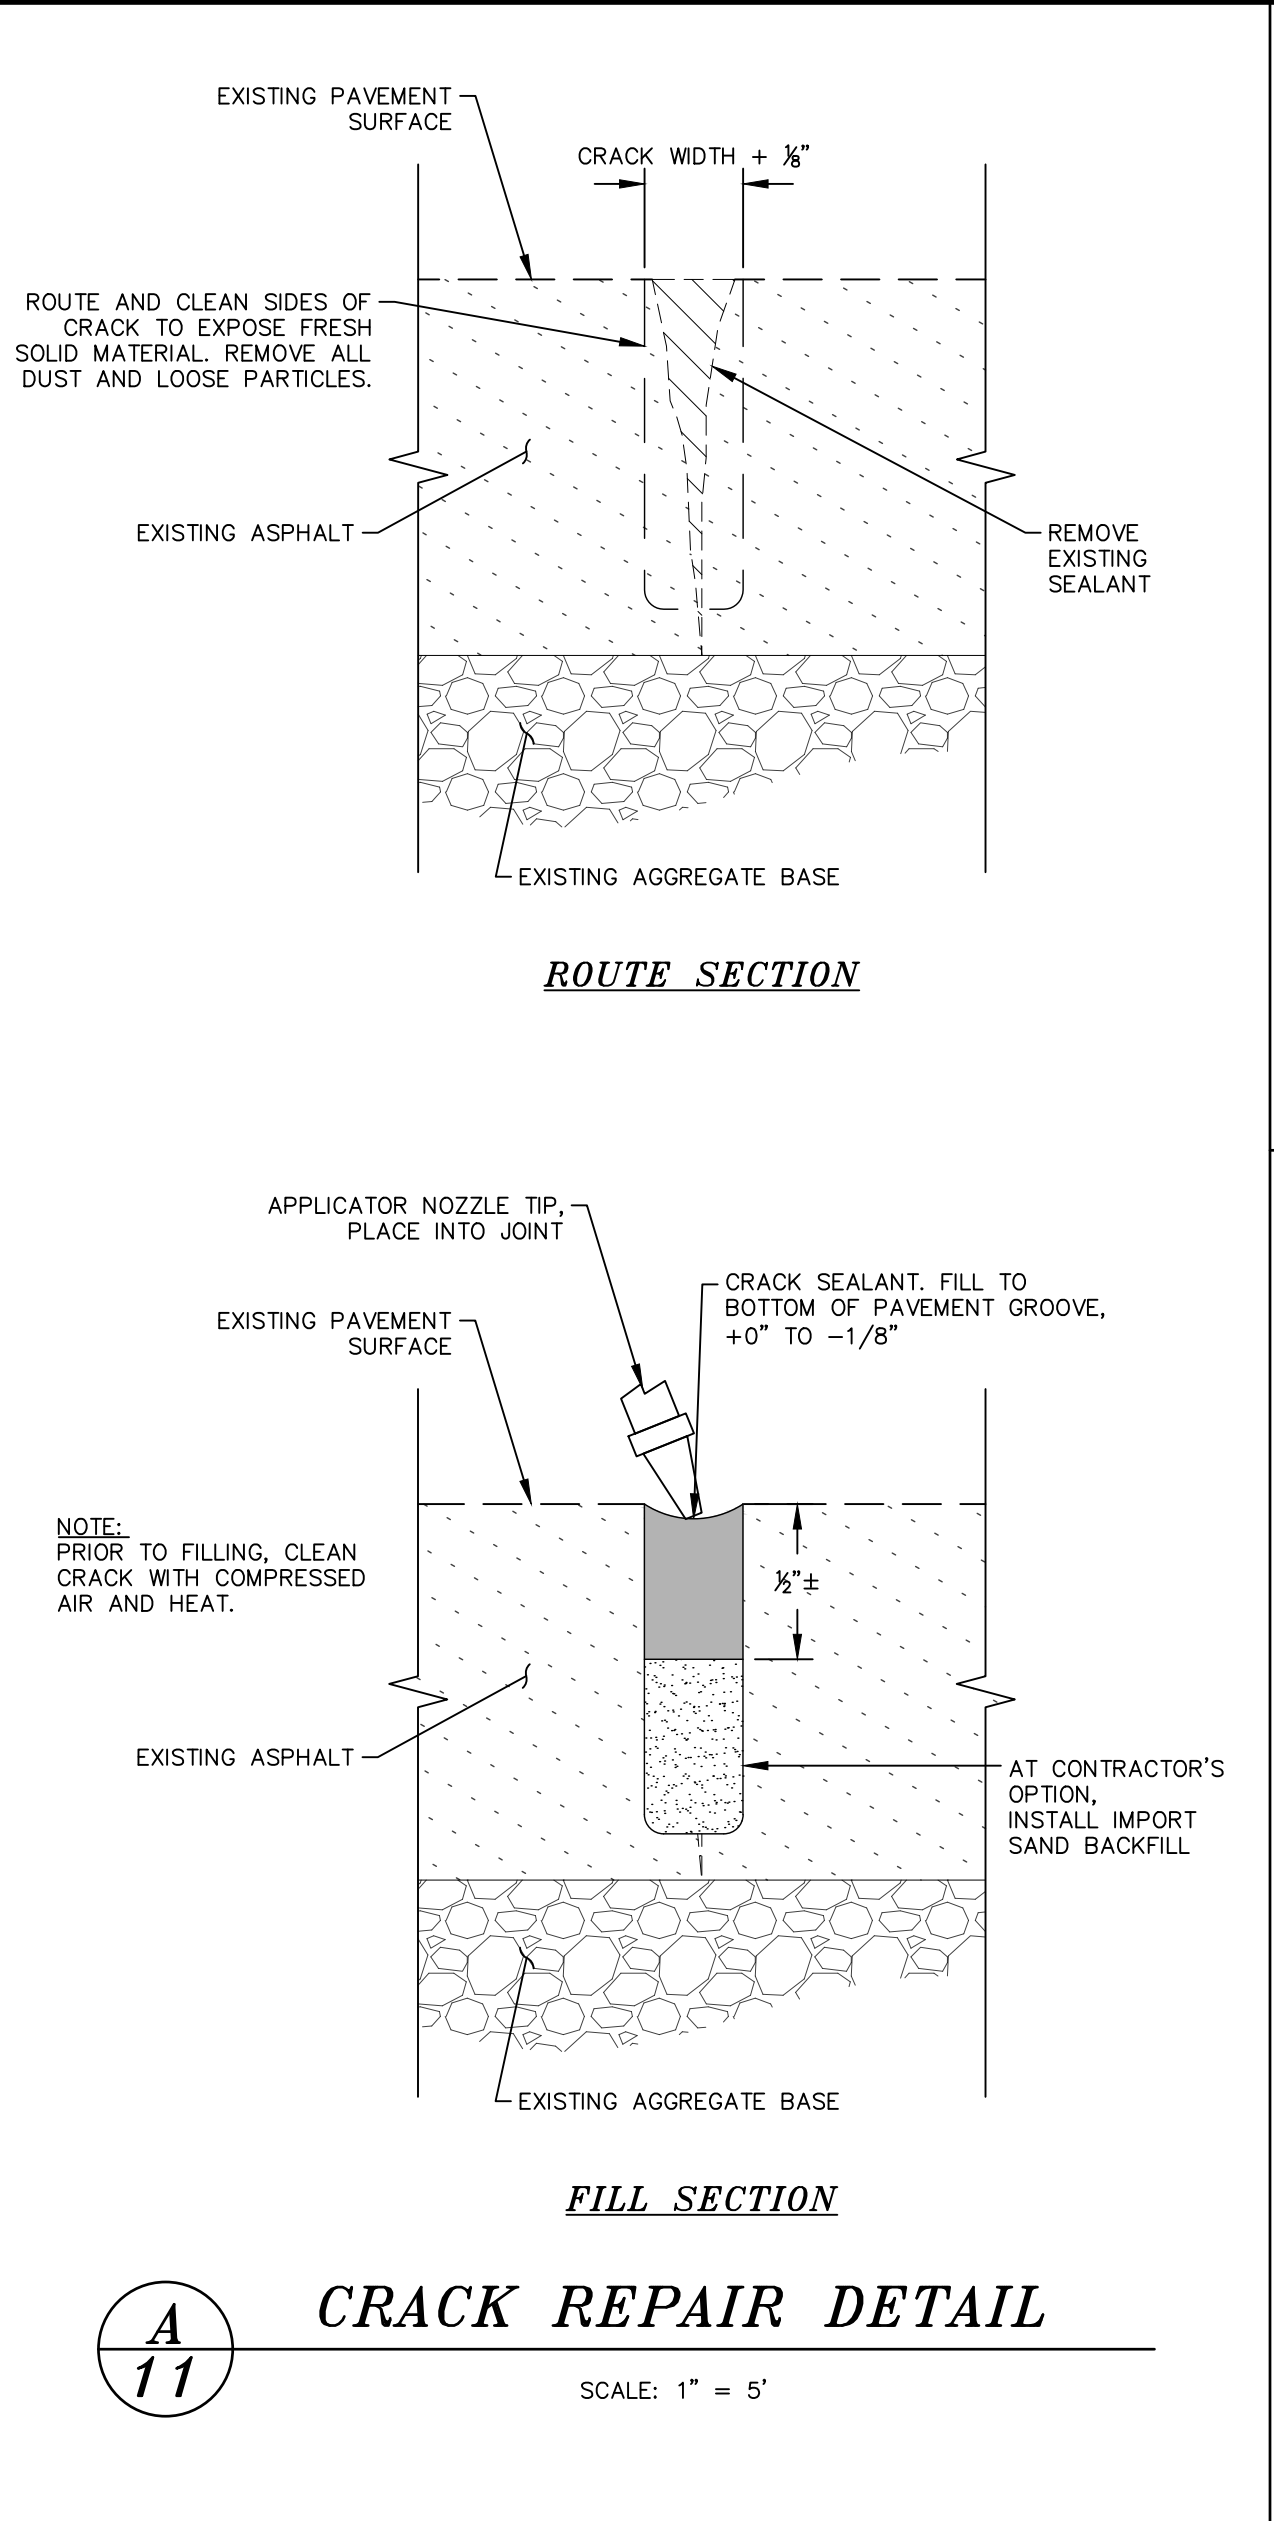 EXISTING PAVEMENT
SURFACE
CRACK WIDTH + ⅛”
ROUTE AND CLEAN SIDES OF
CRACK TO EXPOSE FRESH
SOLID MATERIAL. REMOVE ALL
DUST AND LOOSE PARTICLES.
EXISTING ASPHALT
REMOVE
EXISTING
SEALANT
EXISTING AGGREGATE BASE
ROUTE SECTION
APPLICATOR NOZZLE TIP,
PLACE INTO JOINT
CRACK SEALANT. FILL TO
BOTTOM OF PAVEMENT GROOVE,
+0” TO −1/8”
EXISTING PAVEMENT
SURFACE
NOTE:
PRIOR TO FILLING, CLEAN
CRACK WITH COMPRESSED
AIR AND HEAT.
½”±
EXISTING ASPHALT
AT CONTRACTOR’S
OPTION,
INSTALL IMPORT
SAND BACKFILL
EXISTING AGGREGATE BASE
FILL SECTION
A
11
CRACK REPAIR DETAIL
SCALE: 1” = 5’